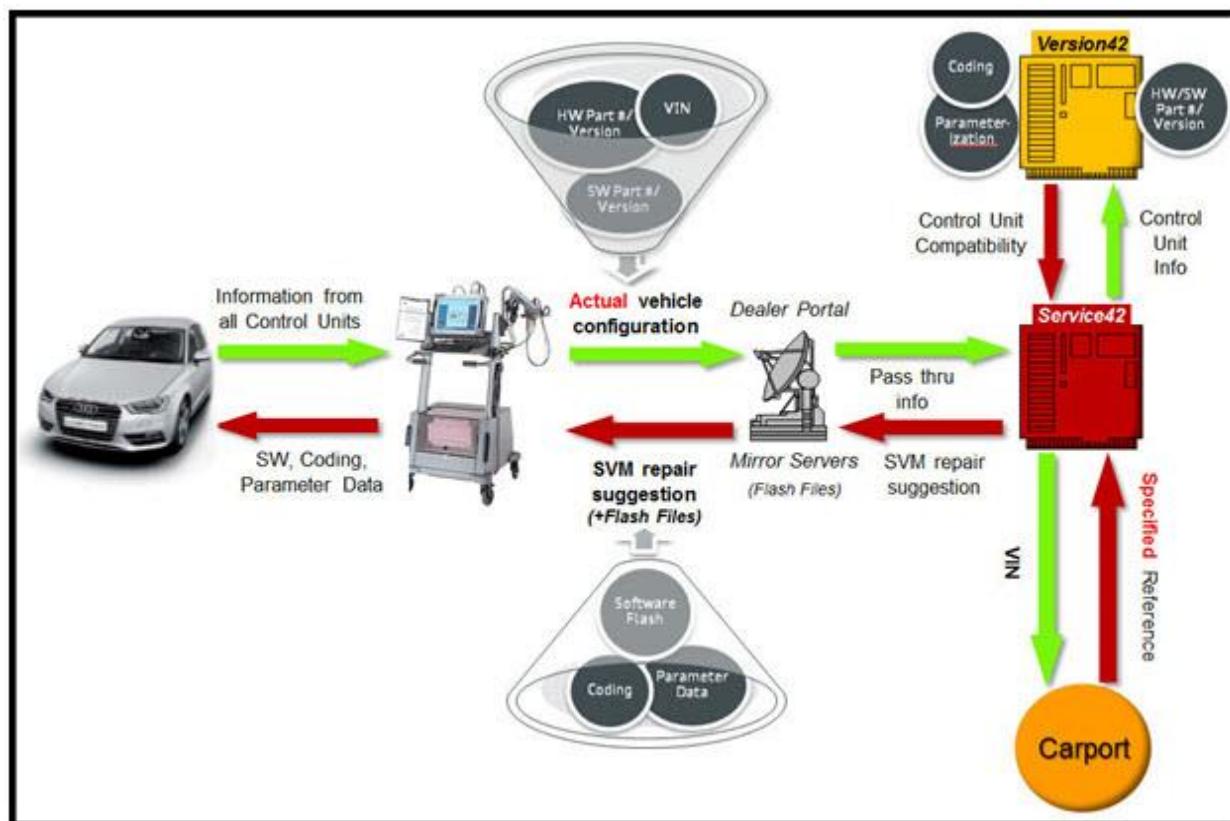 Version42
Coding
Parameter-
ization
HW/SW
Part #/
Version
HW Part #/
Version
VIN
SW Part #/
Version
Control Unit
Compatibility
Control
Unit
Info
Information from
all Control Units
Actual vehicle
configuration
Dealer Portal
Pass thru
info
Service42
SW, Coding,
Parameter Data
SVM repair
suggestion
(+Flash Files)
Mirror Servers
(Flash Files)
SVM repair
suggestion
VIN
Specified Reference
Software
Flash
Coding
Parameter
Data
Carport